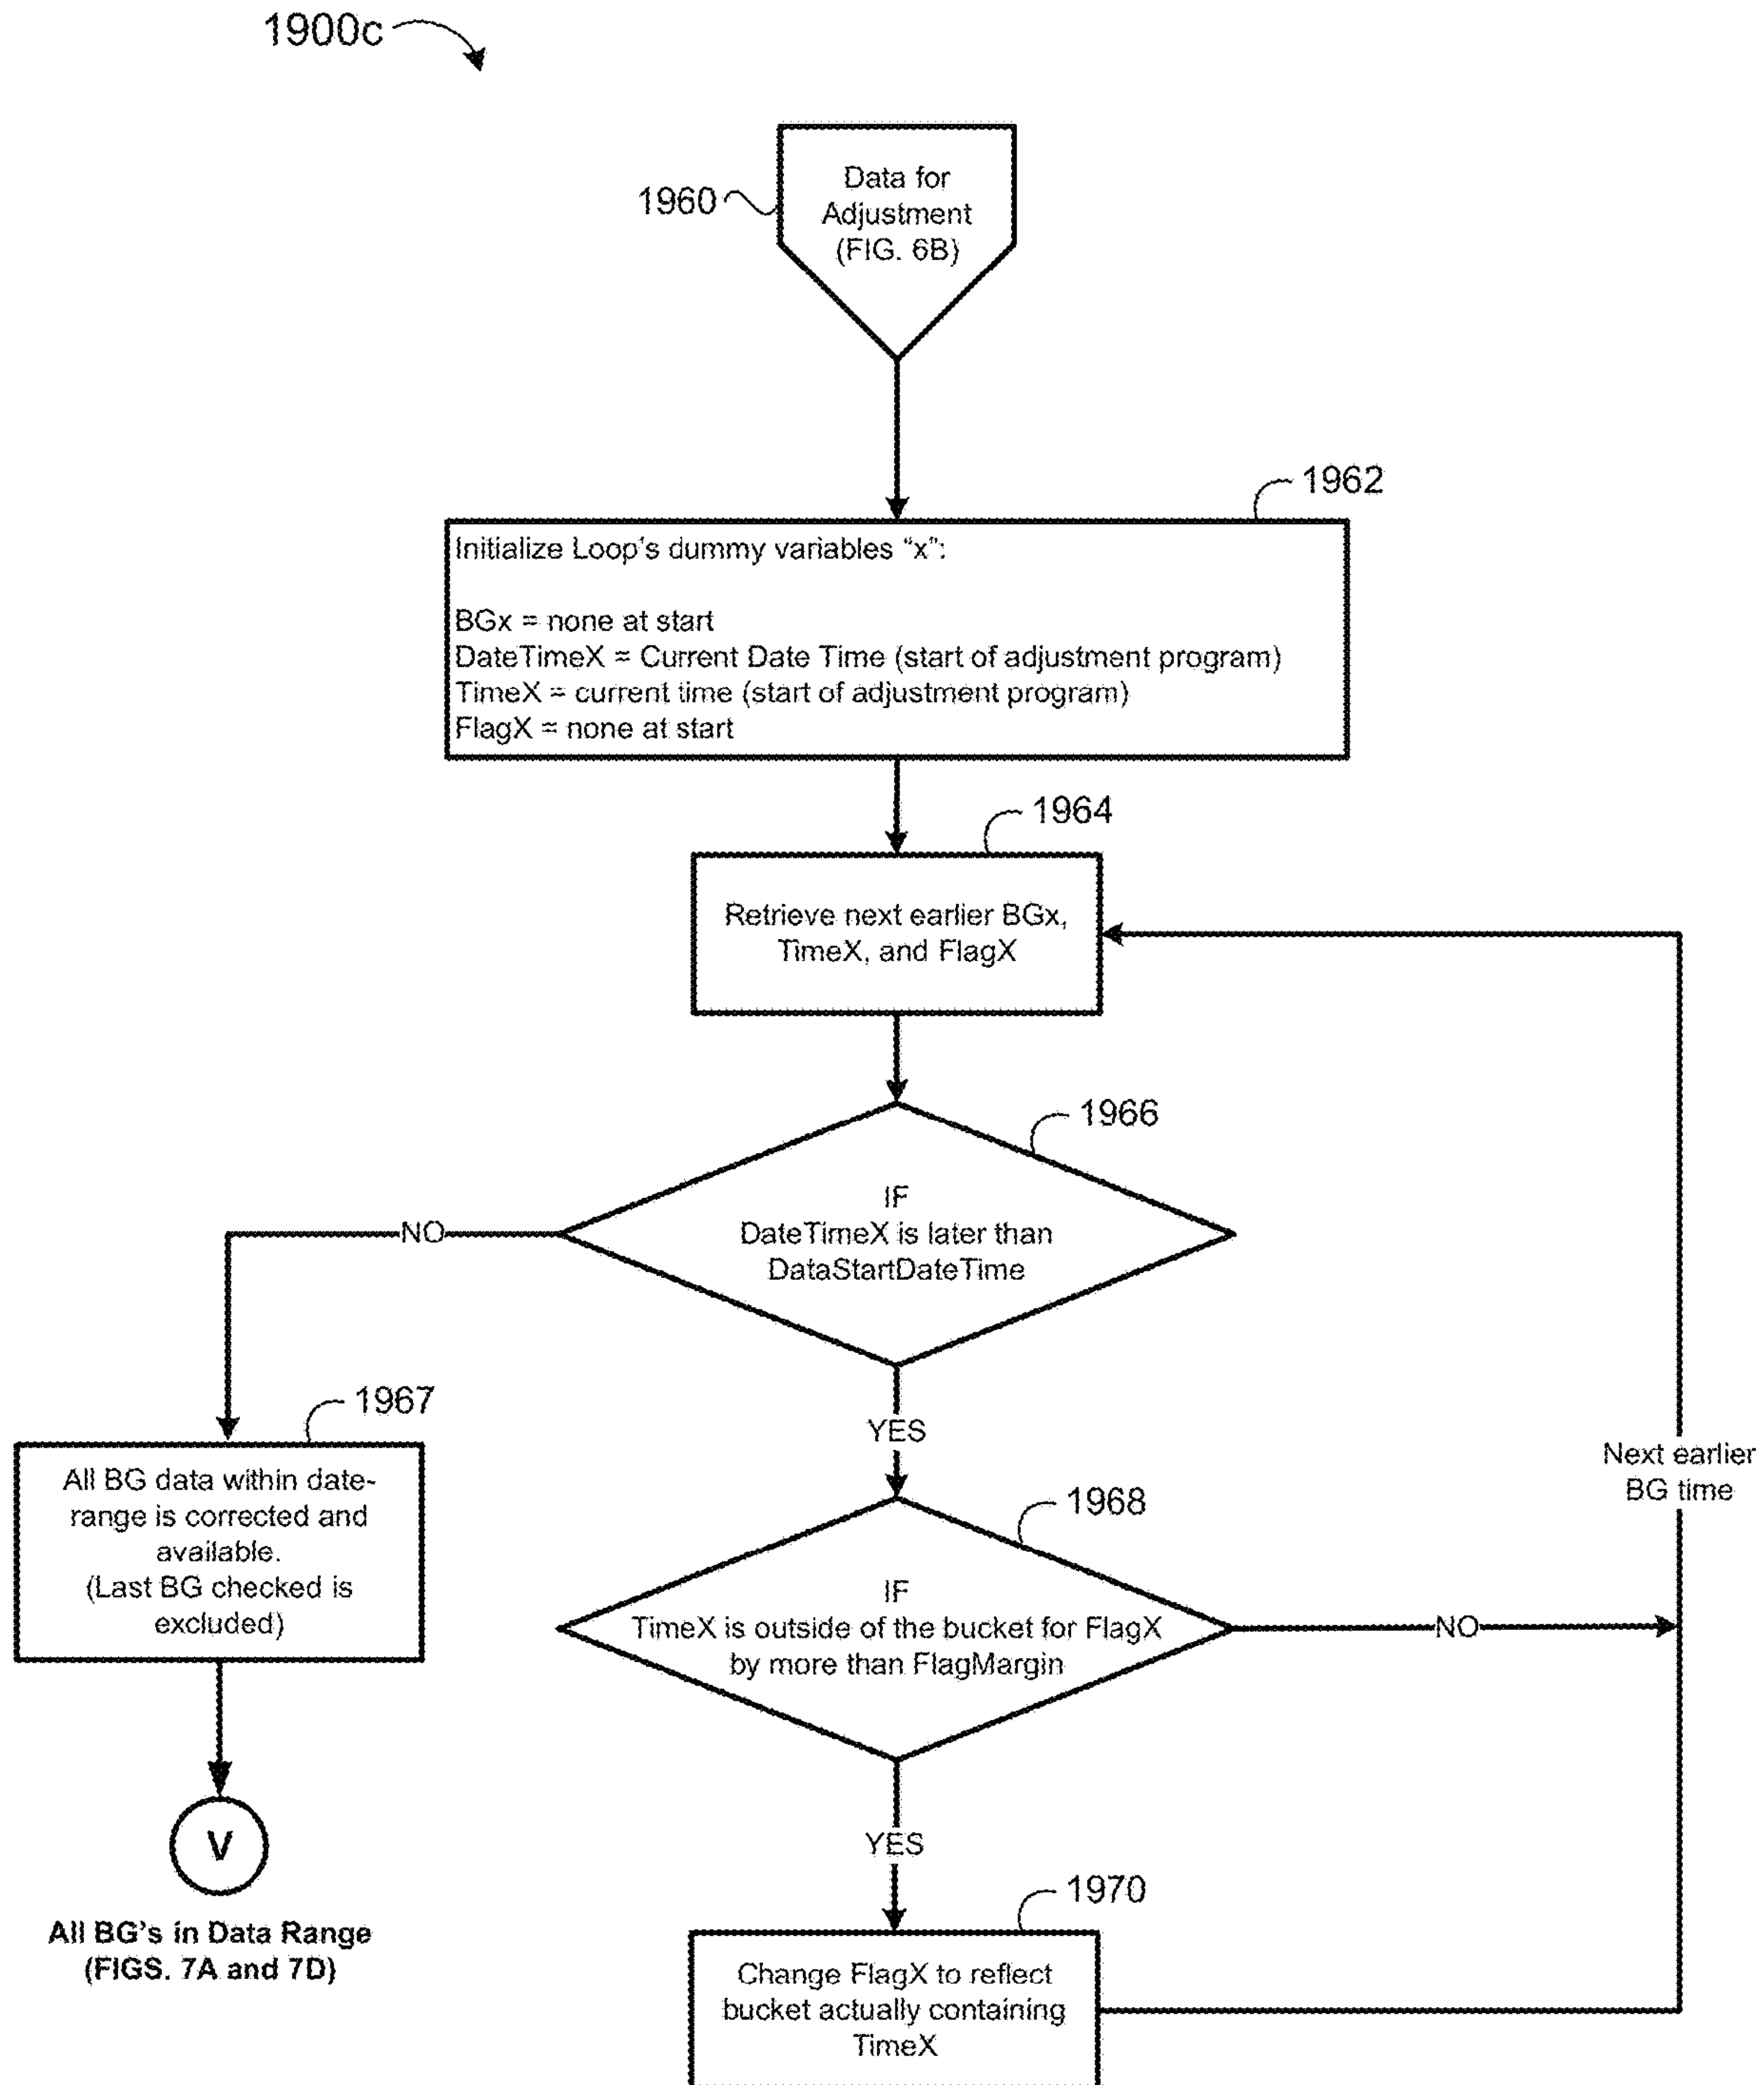 1900c
1960
Data for
Adjustment
(FIG. 6B)
1962
Initialize Loop's dummy variables “x”:
BGx = none at start
DateTimeX = Current Date Time (start of adjustment program)
TimeX = current time (start of adjustment program)
FlagX = none at start
1964
Retrieve next earlier BGx,
TimeX, and FlagX
1966
IF
DateTimeX is later than
DataStartDateTime
NO
YES
1967
All BG data within date-
range is corrected and
available.
(Last BG checked is
excluded)
V
All BG's in Data Range
(FIGS. 7A and 7D)
1968
IF
TimeX is outside of the bucket for FlagX
by more than FlagMargin
NO
Next earlier
BG time
YES
1970
Change FlagX to reflect
bucket actually containing
TimeX